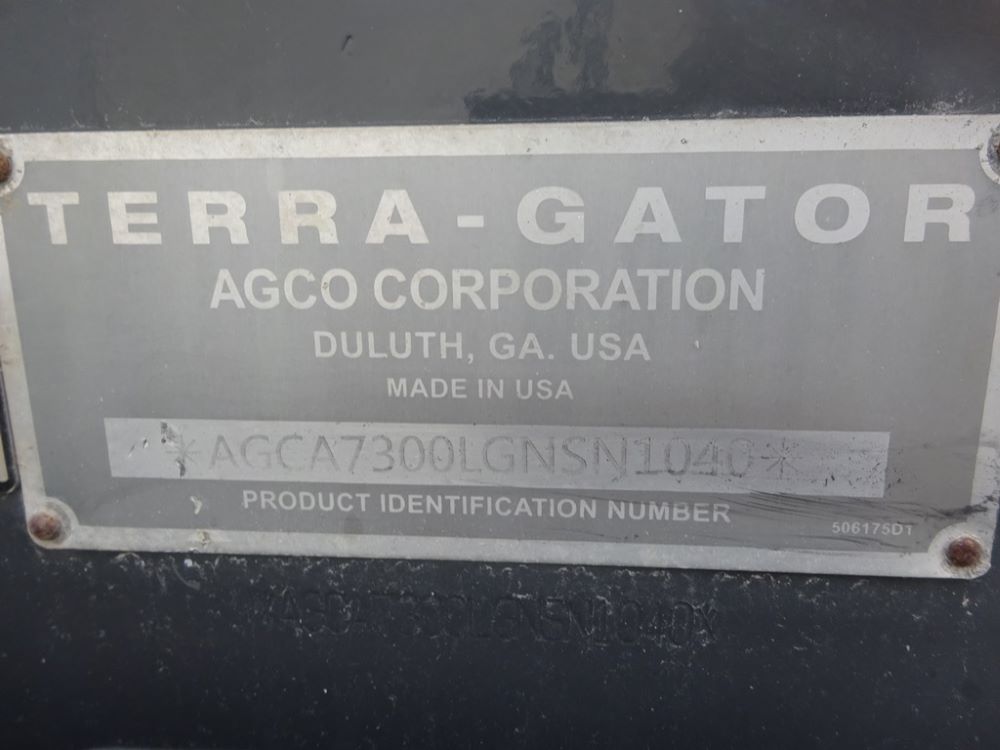 TERRA-GATOR
AGCO CORPORATION
DULUTH, GA. USA
MADE IN USA
*AGCA7300LGNSN1040*
PRODUCT IDENTIFICATION NUMBER
506175D1